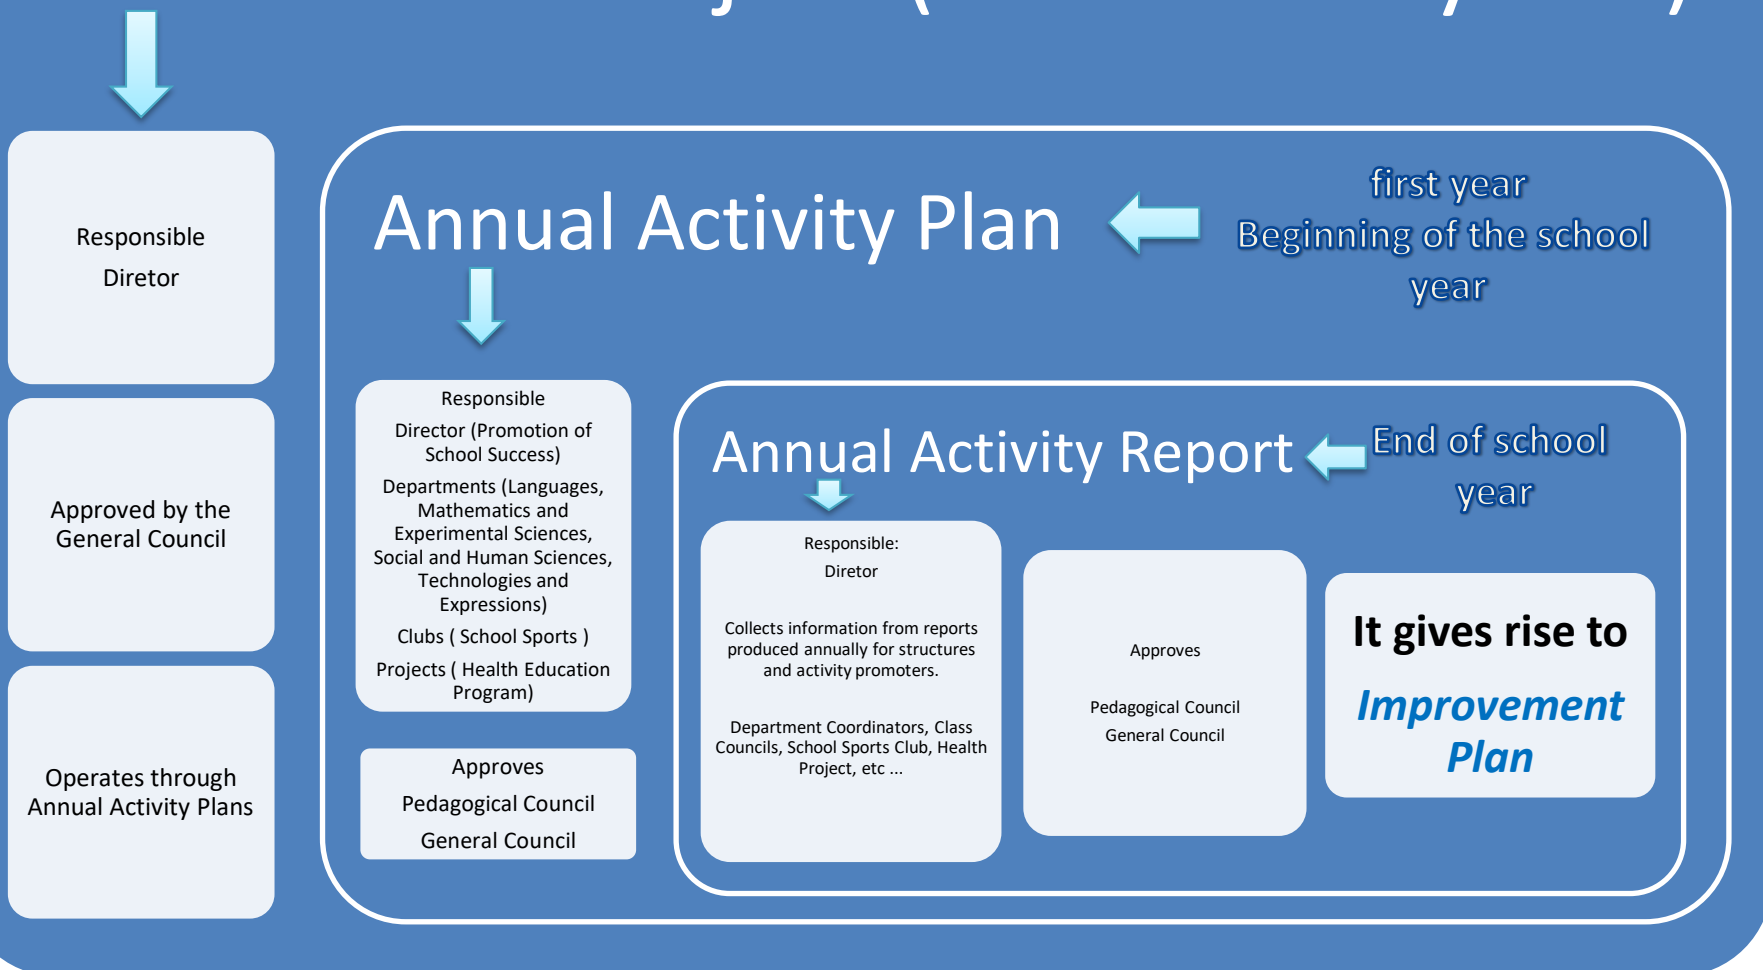 Responsible
Diretor
Approved by the
General Council
Operates through
Annual Activity Plans
Annual Activity Plan
first year
Beginning of the school
year
Responsible
Director (Promotion of
School Success)
Departments (Languages,
Mathematics and
Experimental Sciences,
Social and Human Sciences,
Technologies and
Expressions)
Clubs ( School Sports )
Projects ( Health Education
Program)
Approves
Pedagogical Council
General Council
Annual Activity Report
End of school
year
Responsible:
Diretor
Collects information from reports
produced annually for structures
and activity promoters.
Department Coordinators, Class
Councils, School Sports Club, Health
Project, etc ...
Approves
Pedagogical Council
General Council
It gives rise to
Improvement
Plan